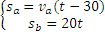 s_a = v_a(t − 30)
s_b = 20t